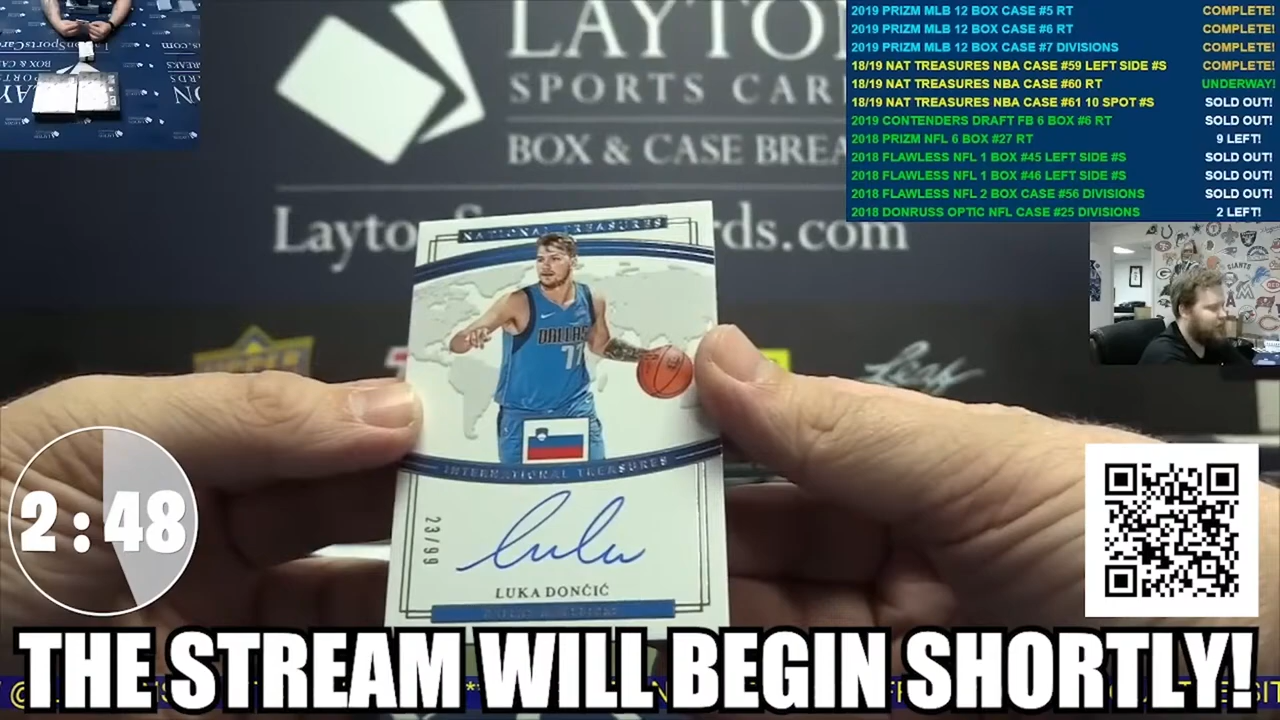 2019 PRIZM MLB 12 BOX CASE #5 RT COMPLETE!
2019 PRIZM MLB 12 BOX CASE #6 RT COMPLETE!
2019 PRIZM MLB 12 BOX CASE #7 DIVISIONS COMPLETE!
18/19 NAT TREASURES NBA CASE #59 LEFT SIDE #S COMPLETE!
18/19 NAT TREASURES NBA CASE #60 RT UNDERWAY!
18/19 NAT TREASURES NBA CASE #61 10 SPOT #S SOLD OUT!
2019 CONTENDERS DRAFT FB 6 BOX #6 RT SOLD OUT!
2018 PRIZM NFL 6 BOX #27 RT 9 LEFT!
2018 FLAWLESS NFL 1 BOX #45 LEFT SIDE #S SOLD OUT!
2018 FLAWLESS NFL 1 BOX #46 LEFT SIDE #S SOLD OUT!
2018 FLAWLESS NFL 2 BOX CASE #56 DIVISIONS SOLD OUT!
2018 DONRUSS OPTIC NFL CASE #25 DIVISIONS 2 LEFT!
LAYTO
SPORTS CAR
BOX & CASE BREA
Layto ds.com
NATIONAL TREASURES
DALLAS
77
Leaf
INTERNATIONAL TREASURES
23/99
LUKA DONČIĆ
2:48
THE STREAM WILL BEGIN SHORTLY!